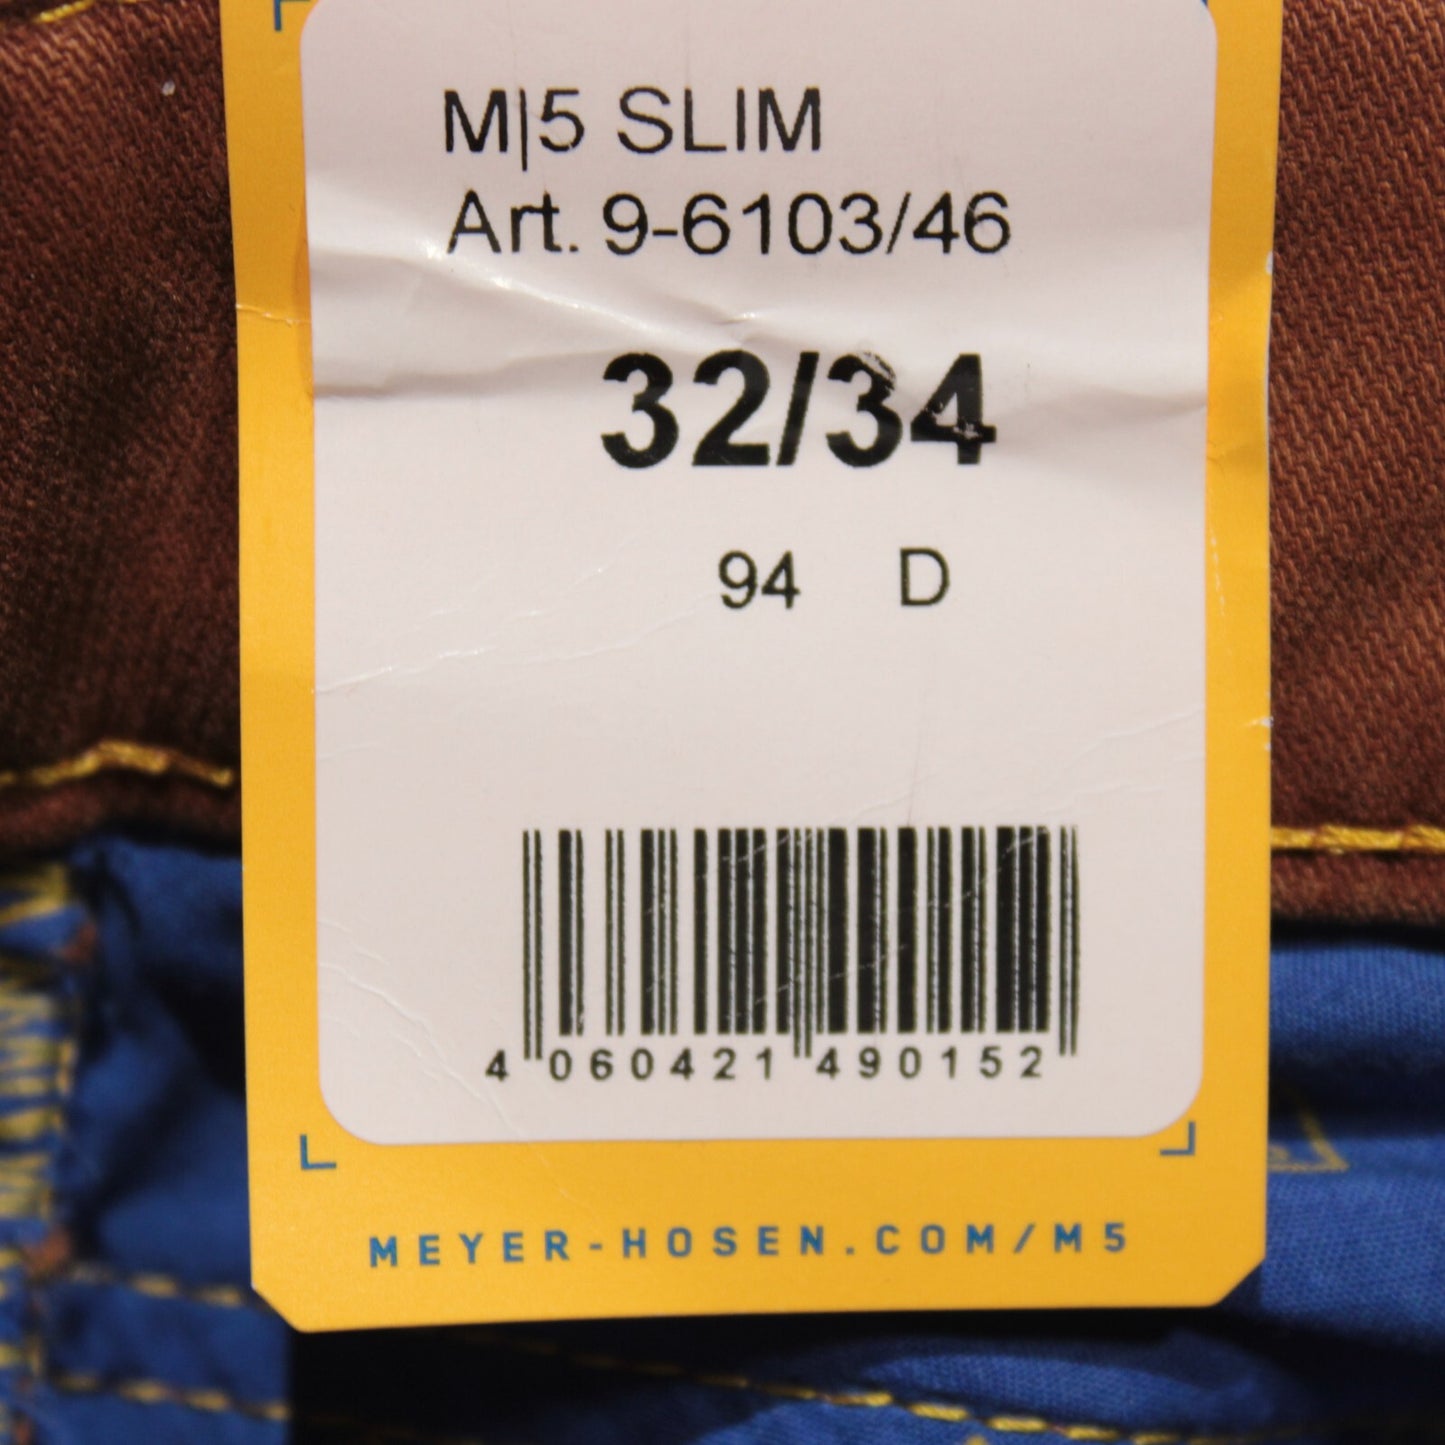 M|5 SLIM
Art. 9-6103/46
32/34
94 D
4 060421 490152
MEYER-HOSEN.COM/M5